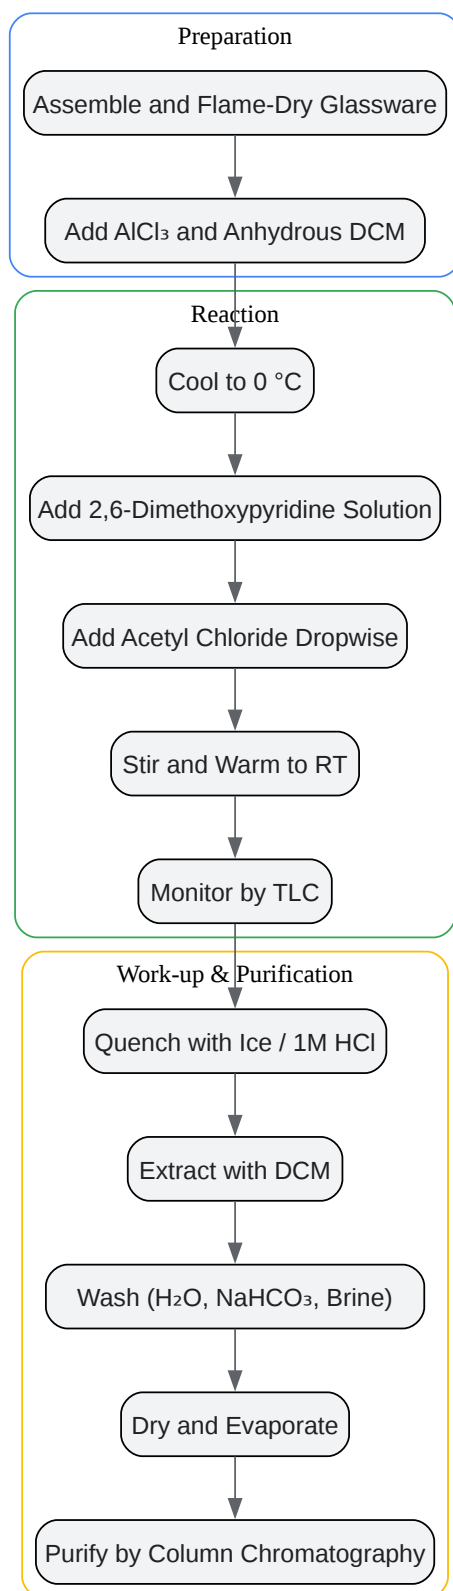 Preparation
Assemble and Flame-Dry Glassware
Add AlCl₃ and Anhydrous DCM
Reaction
Cool to 0 °C
Add 2,6-Dimethoxypyridine Solution
Add Acetyl Chloride Dropwise
Stir and Warm to RT
Monitor by TLC
Work-up & Purification
Quench with Ice / 1M HCl
Extract with DCM
Wash (H₂O, NaHCO₃, Brine)
Dry and Evaporate
Purify by Column Chromatography